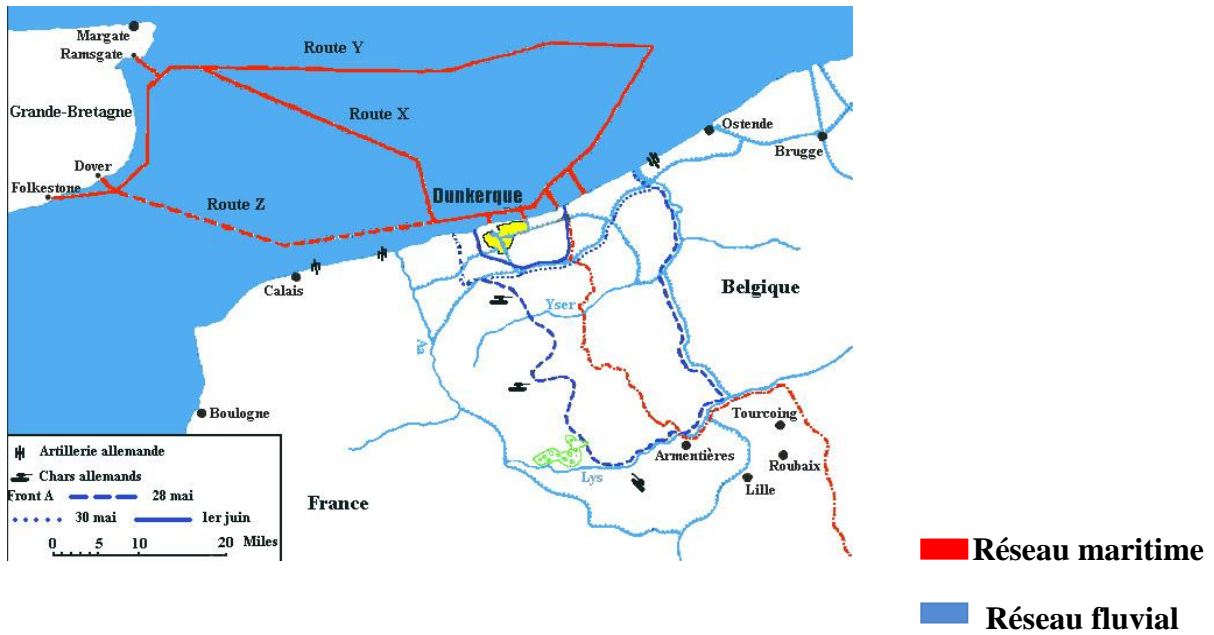 Margate
Ramsgate
Route Y
Grande-Bretagne
Route X
Ostende
Brugge
Dover
Folkestone
Dunkerque
Route Z
Calais
Belgique
Yser
Aa
Boulogne
Tourcoing
Armentières
Roubaix
Lys
Lille
France
Artillerie allemande
Chars allemands
Front A 28 mai
30 mai 1er juin
0 5 10 20 Miles
Réseau maritime
Réseau fluvial